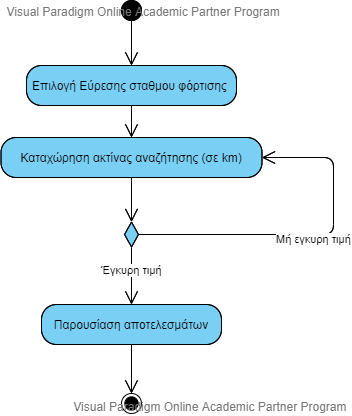 Visual Paradigm Online Academic Partner Program
Επιλογή Εύρεσης σταθμου φόρτισης
Καταχώρηση ακτίνας αναζήτησης (σε km)
Μή εγκυρη τιμή
Έγκυρη τιμή
Παρουσίαση αποτελεσμάτων
Visual Paradigm Online Academic Partner Program